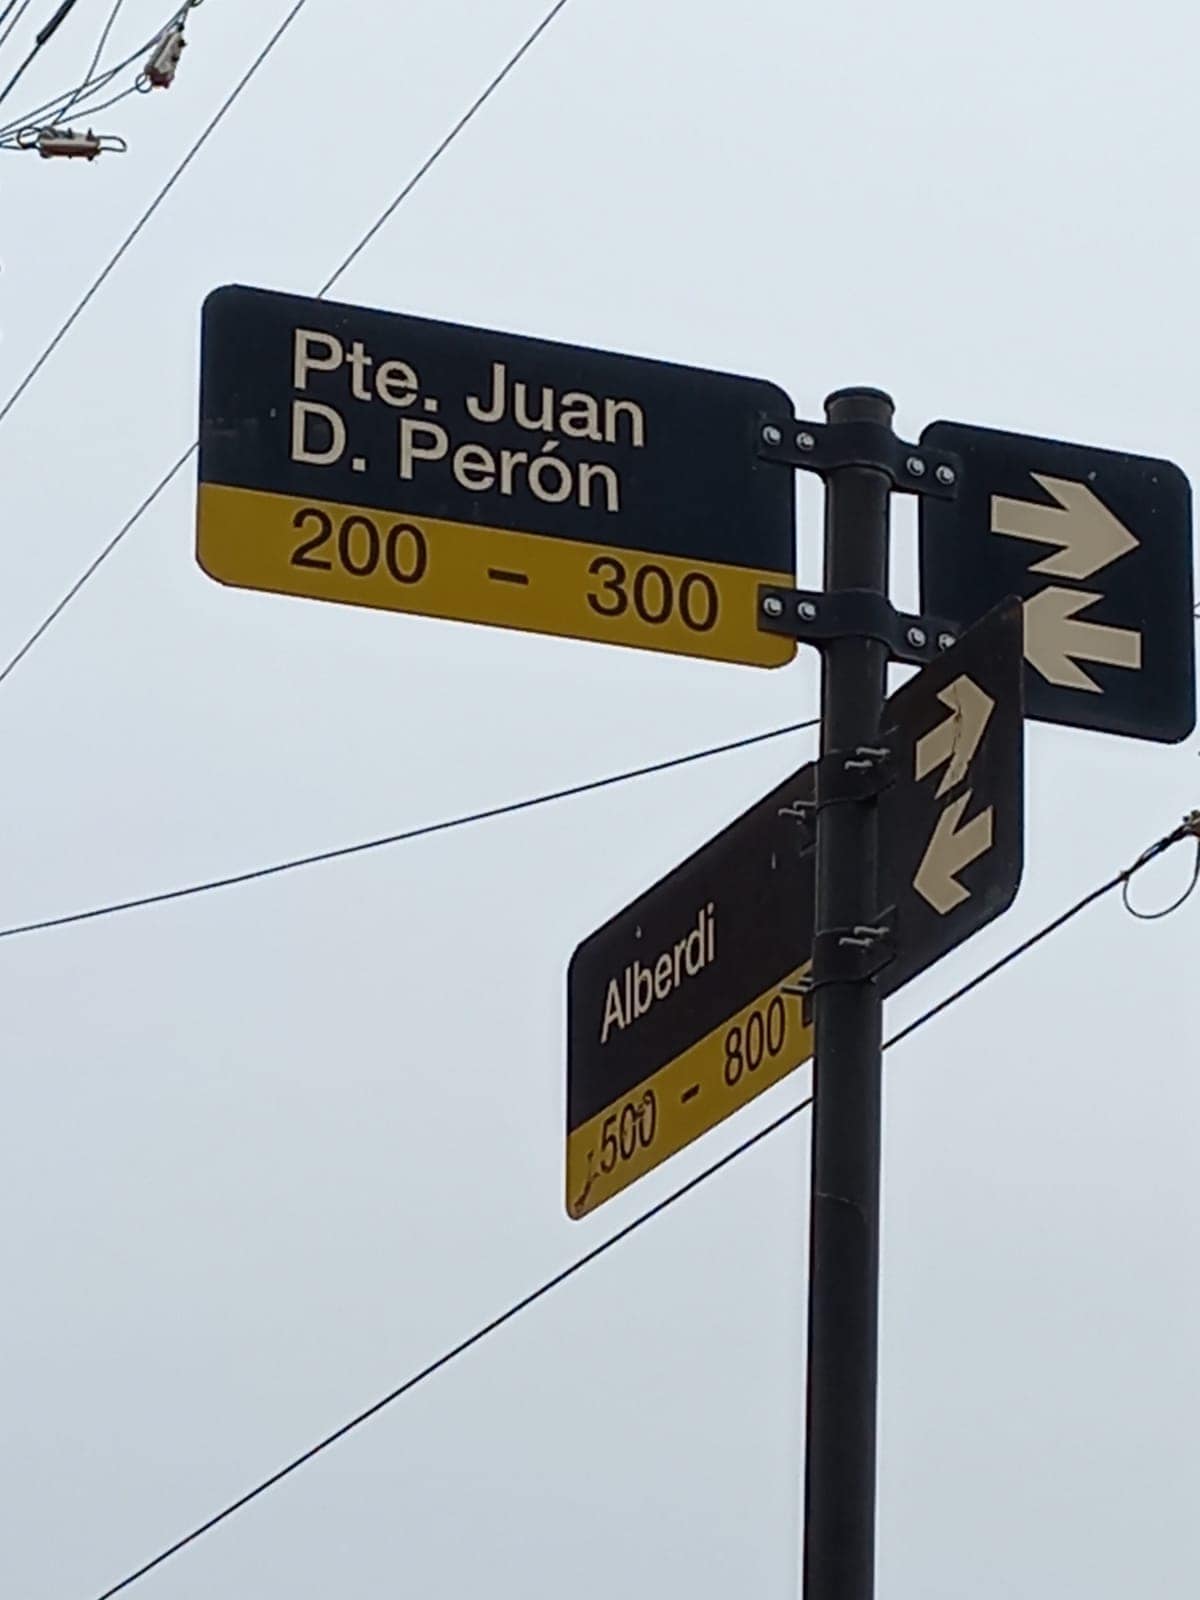 Pte. Juan
D. Perón
200 - 300
Alberdi
500 - 800